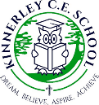 KINNERLEY C.E. SCHOOL
DREAM, BELIEVE, ASPIRE, ACHIEVE